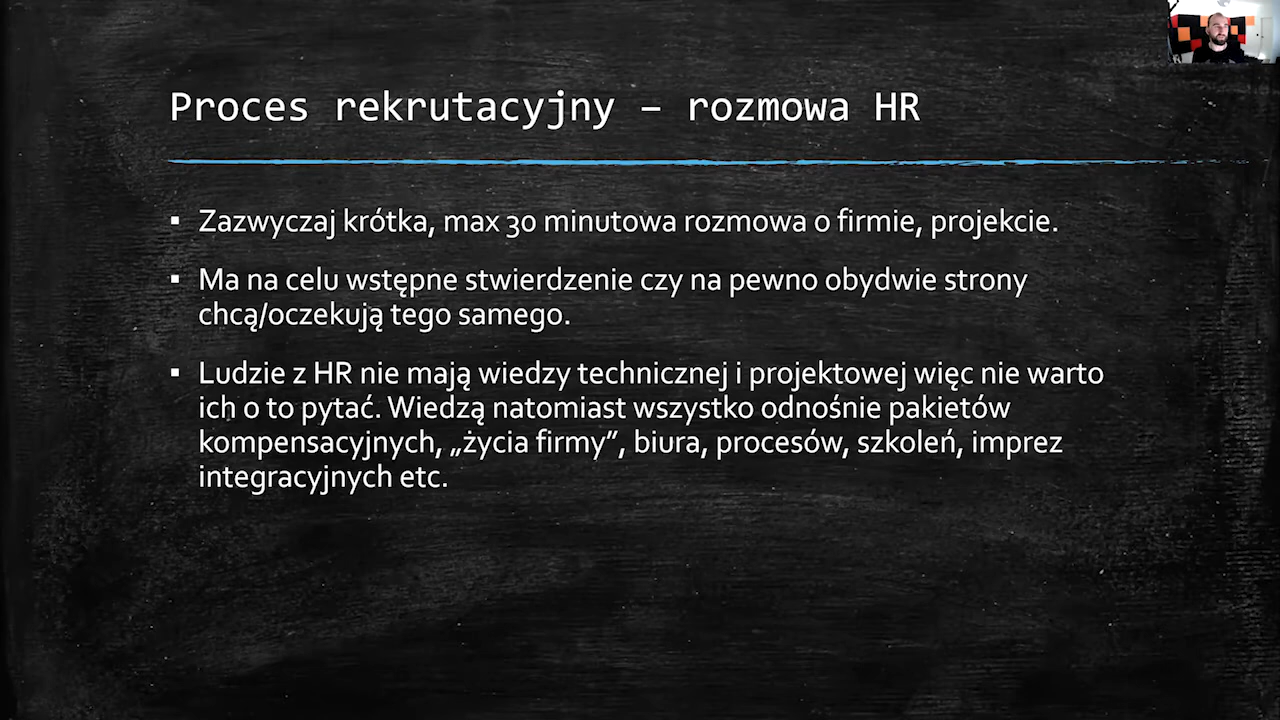 Proces rekrutacyjny – rozmowa HR
▪ Zazwyczaj krótka, max 30 minutowa rozmowa o firmie, projekcie.
▪ Ma na celu wstępne stwierdzenie czy na pewno obydwie strony
chcą/oczekują tego samego.
▪ Ludzie z HR nie mają wiedzy technicznej i projektowej więc nie warto
ich o to pytać. Wiedzą natomiast wszystko odnośnie pakietów
kompensacyjnych, „życia firmy”, biura, procesów, szkoleń, imprez
integracyjnych etc.